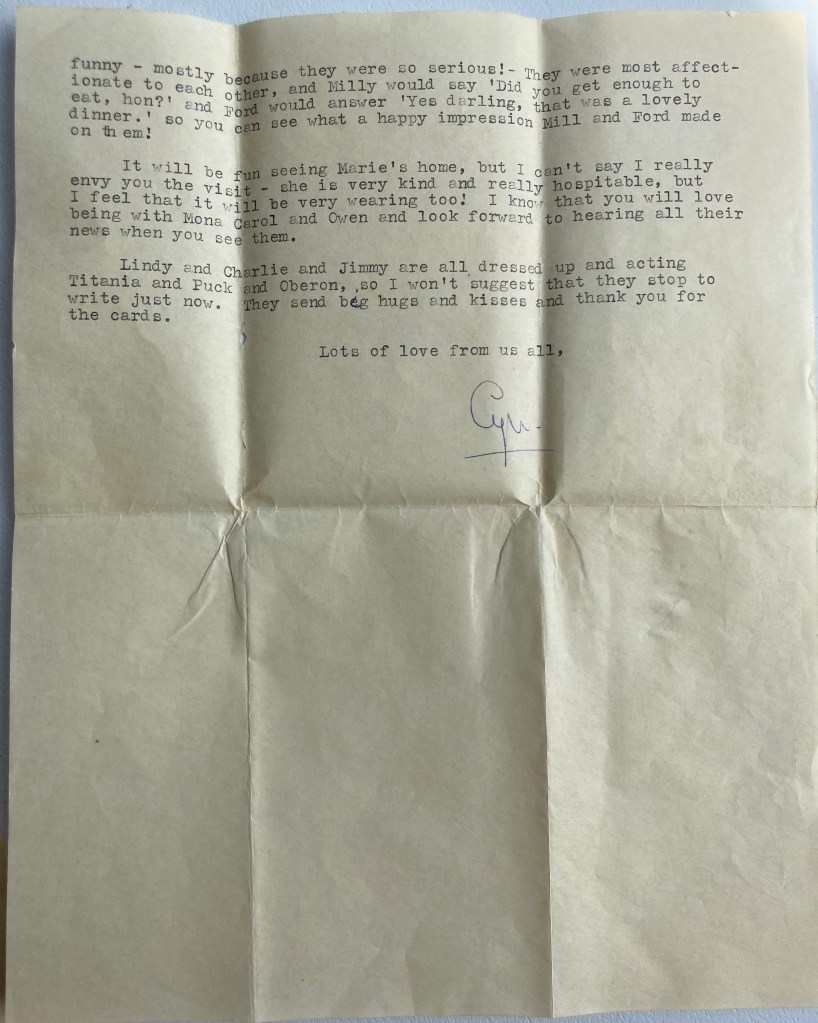 funny - mostly because they were so serious!- They were most affect-
ionate to each other, and Milly would say 'Did you get enough to
eat, hon?' and Ford would answer 'Yes darling, that was a lovely
dinner.' so you can see what a happy impression Mill and Ford made
on them!
It will be fun seeing Marie's home, but I can't say I really
envy you the visit - she is very kind and really hospitable, but
I feel that it will be very wearing too! I know that you will love
being with Mona Carol and Owen and look forward to hearing all their
news when you see them.
Lindy and Charlie and Jimmy are all dressed up and acting
Titania and Puck and Oberon, so I won't suggest that they stop to
write just now. They send big hugs and kisses and thank you for
the cards.
Lots of love from us all,